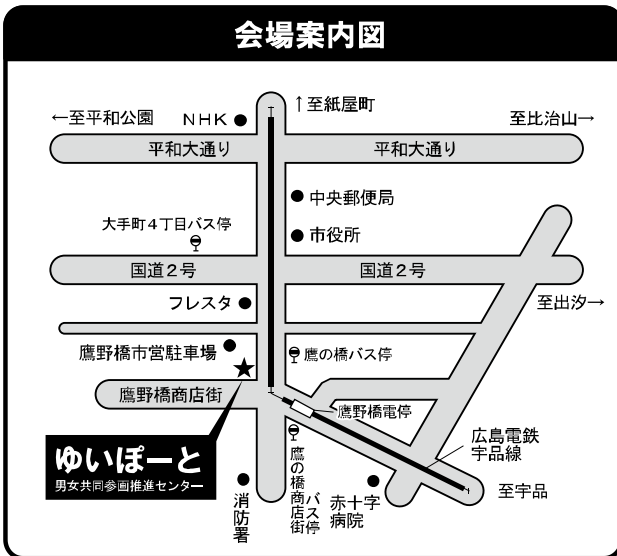 会場案内図
↑至紙屋町
←至平和公園
NHK
至比治山→
平和大通り
平和大通り
中央郵便局
大手町4丁目バス停
市役所
国道2号
国道2号
フレスタ
至出汐→
鷹野橋市営駐車場
鷹の橋バス停
鷹野橋商店街
鷹野橋電停
ゆいぽーと
男女共同参画推進センター
広島電鉄
宇品線
至宇品
消防署
鷹の橋商店街
バス停
赤十字
病院